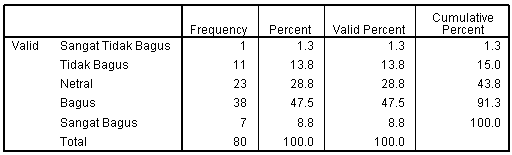 Frequency Percent Valid Percent Cumulative Percent
Valid Sangat Tidak Bagus 1 1.3 1.3 1.3
Tidak Bagus 11 13.8 13.8 15.0
Netral 23 28.8 28.8 43.8
Bagus 38 47.5 47.5 91.3
Sangat Bagus 7 8.8 8.8 100.0
Total 80 100.0 100.0